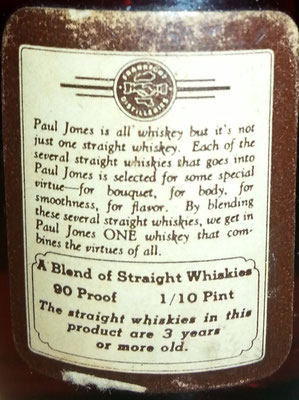 FRANKFORT
DISTILLERIES
Paul Jones is all whiskey but it's not
just one straight whiskey. Each of the
several straight whiskies that goes into
Paul Jones is selected for some special
virtue—for bouquet, for body, for
smoothness, for flavor. By blending
these several straight whiskies, we get in
Paul Jones ONE whiskey that com-
bines the virtues of all.
A Blend of Straight Whiskies
90 Proof 1/10 Pint
The straight whiskies in this
product are 3 years
or more old.